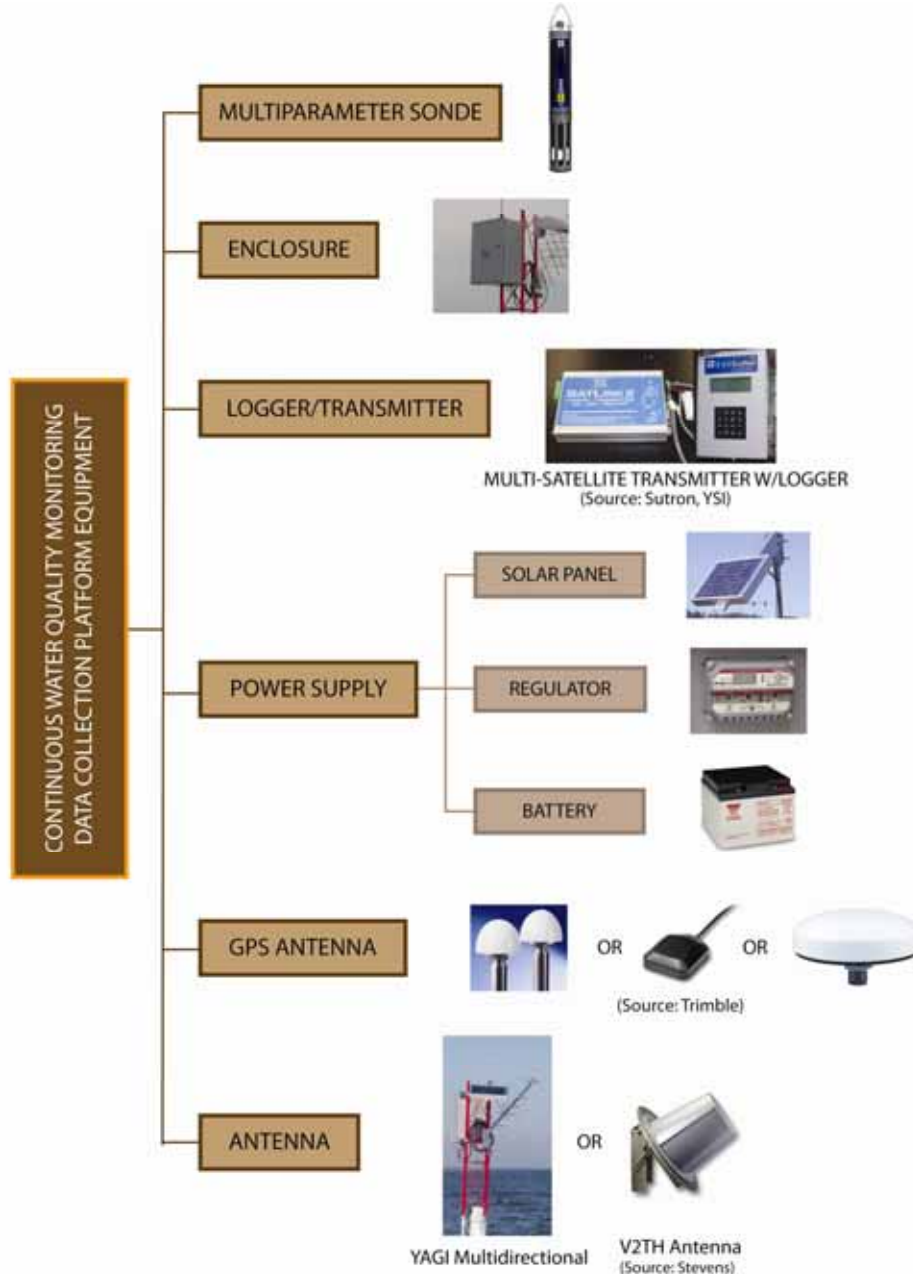 CONTINUOUS WATER QUALITY MONITORING
DATA COLLECTION PLATFORM EQUIPMENT
MULTIPARAMETER SONDE
ENCLOSURE
LOGGER/TRANSMITTER
SATLINK2
MULTI-SATELLITE TRANSMITTER W/LOGGER
(Source: Sutron, YSI)
POWER SUPPLY
SOLAR PANEL
REGULATOR
BATTERY
GPS ANTENNA
OR
OR
(Source: Trimble)
ANTENNA
OR
YAGI Multidirectional
V2TH Antenna
(Source: Stevens)